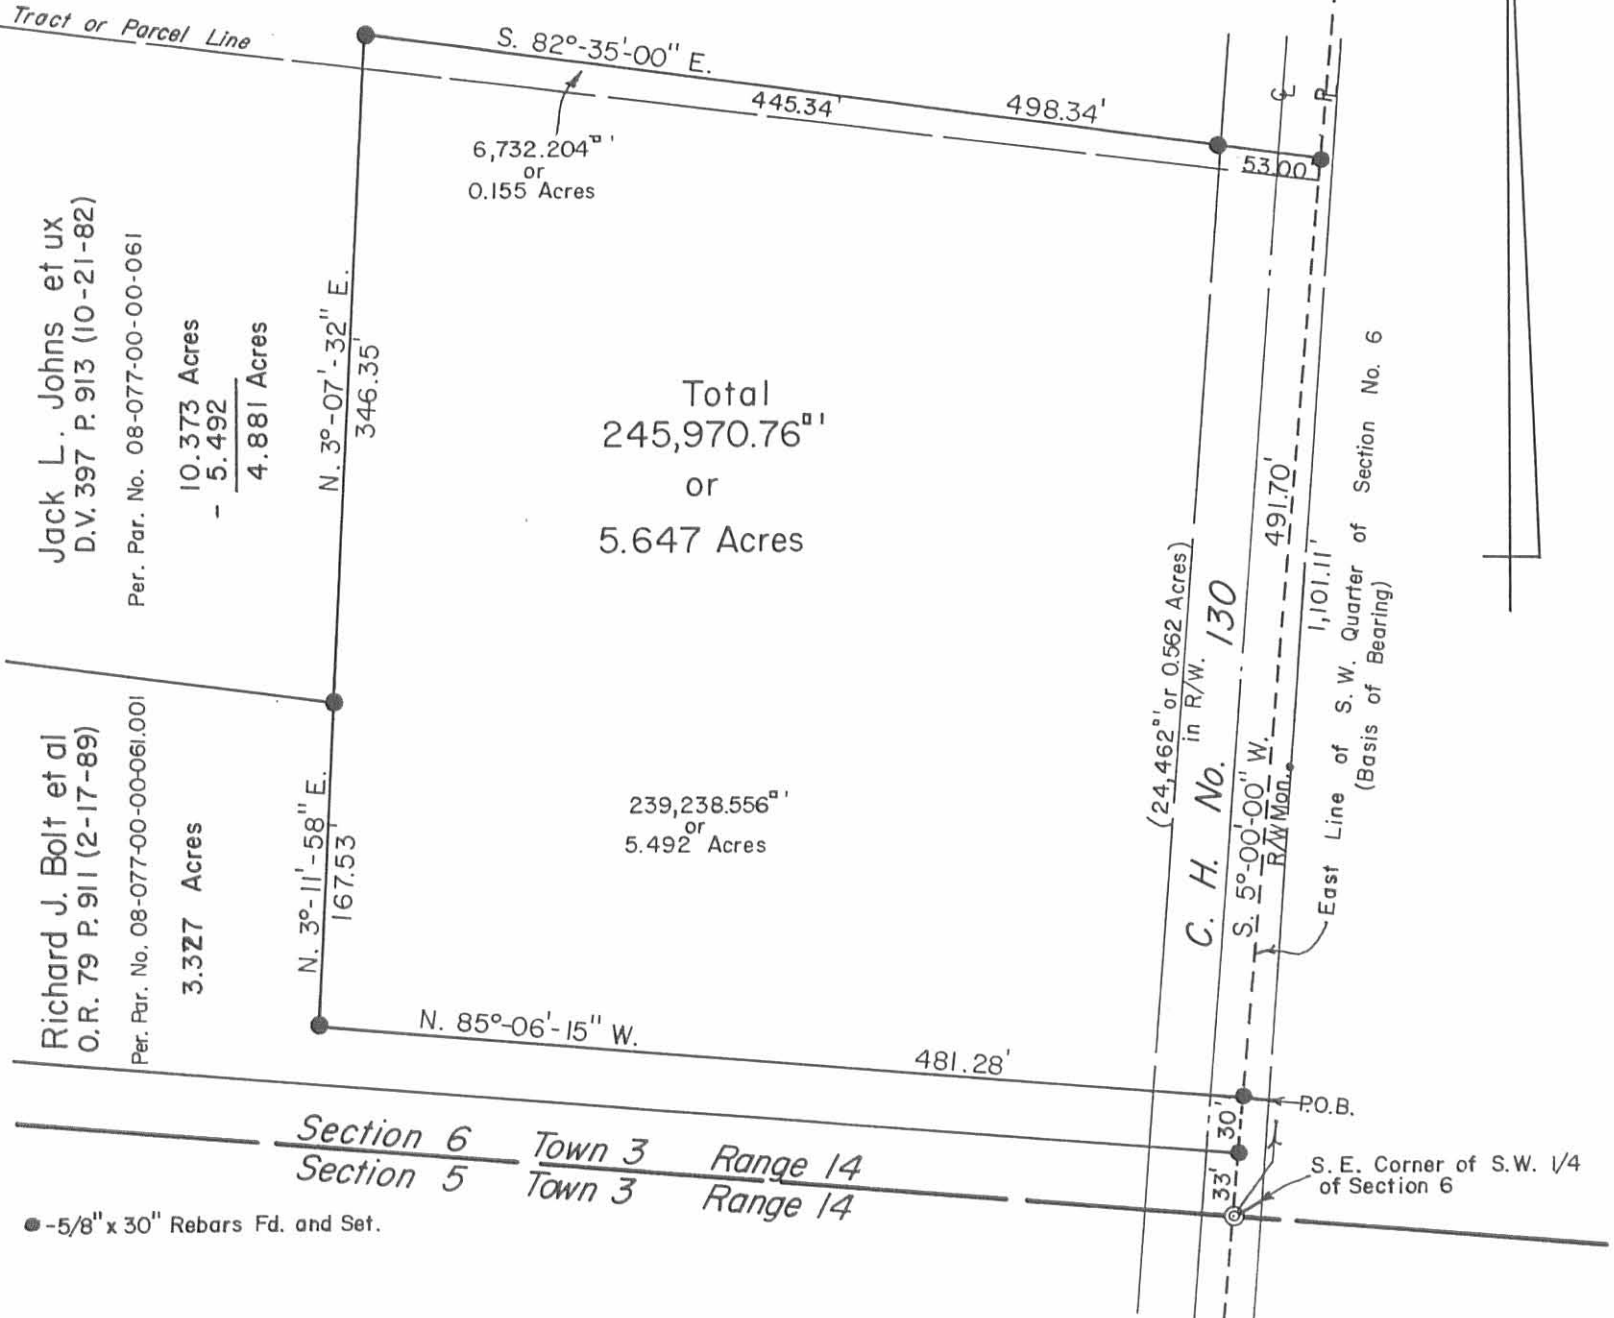 Tract or Parcel Line
S. 82°-35'-00" E.
445.34'
498.34'
53.00'
6,732.204□'
or
0.155 Acres
Jack L. Johns et ux
D.V. 397 P. 913 (10-21-82)
Per. Par. No. 08-077-00-00-061
10.373 Acres
- 5.492
4.881 Acres
N. 3°-07'-32" E.
346.35'
Total
245,970.76□'
or
5.647 Acres
(24,462□' or 0.562 Acres)
in R/W.
C. H. No. 130
491.70'
S. 5°-00'-00" W.
R/W Mon.
1,101.11'
East Line of S. W. Quarter of Section No. 6
(Basis of Bearing)
Richard J. Bolt et al
O.R. 79 P. 911 (2-17-89)
Per. Par. No. 08-077-00-00-061.001
3.327 Acres
N. 3°-11'-58" E.
167.53'
239,238.556□'
or
5.492 Acres
N. 85°-06'-15" W.
481.28'
P.O.B.
30'
33'
Section 6 Town 3 Range 14
Section 5 Town 3 Range 14
S. E. Corner of S.W. 1/4
of Section 6
-5/8" x 30" Rebars Fd. and Set.